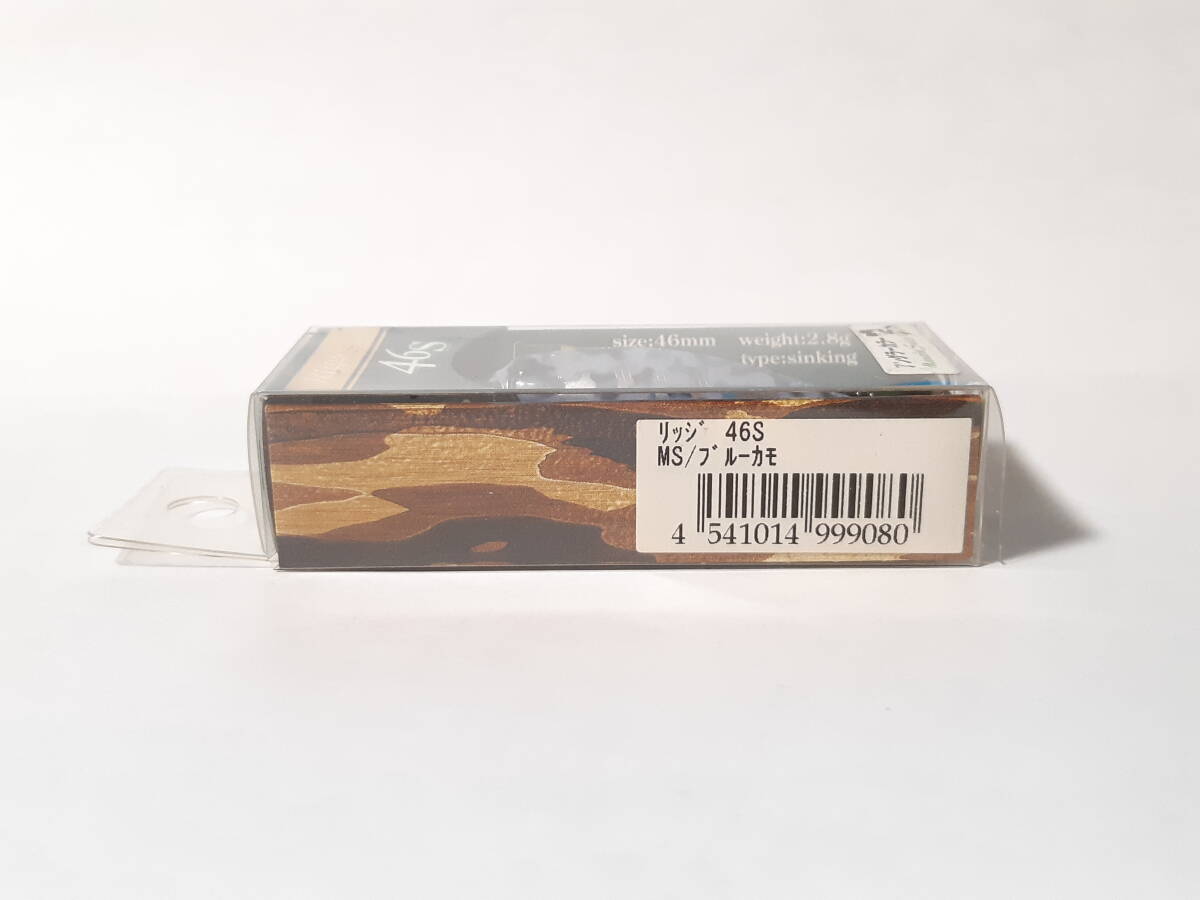 46S
size:46mm weight:2.8g
type:sinking
ﾘｯｼﾞ 46S
MS/ﾌﾞﾙｰｶﾓ
4 541014 999080